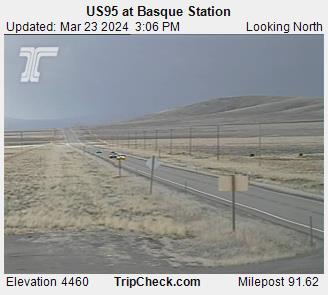 US95 at Basque Station
Updated: Mar 23 2024 3:06 PM Looking North
Elevation 4460 TripCheck.com Milepost 91.62